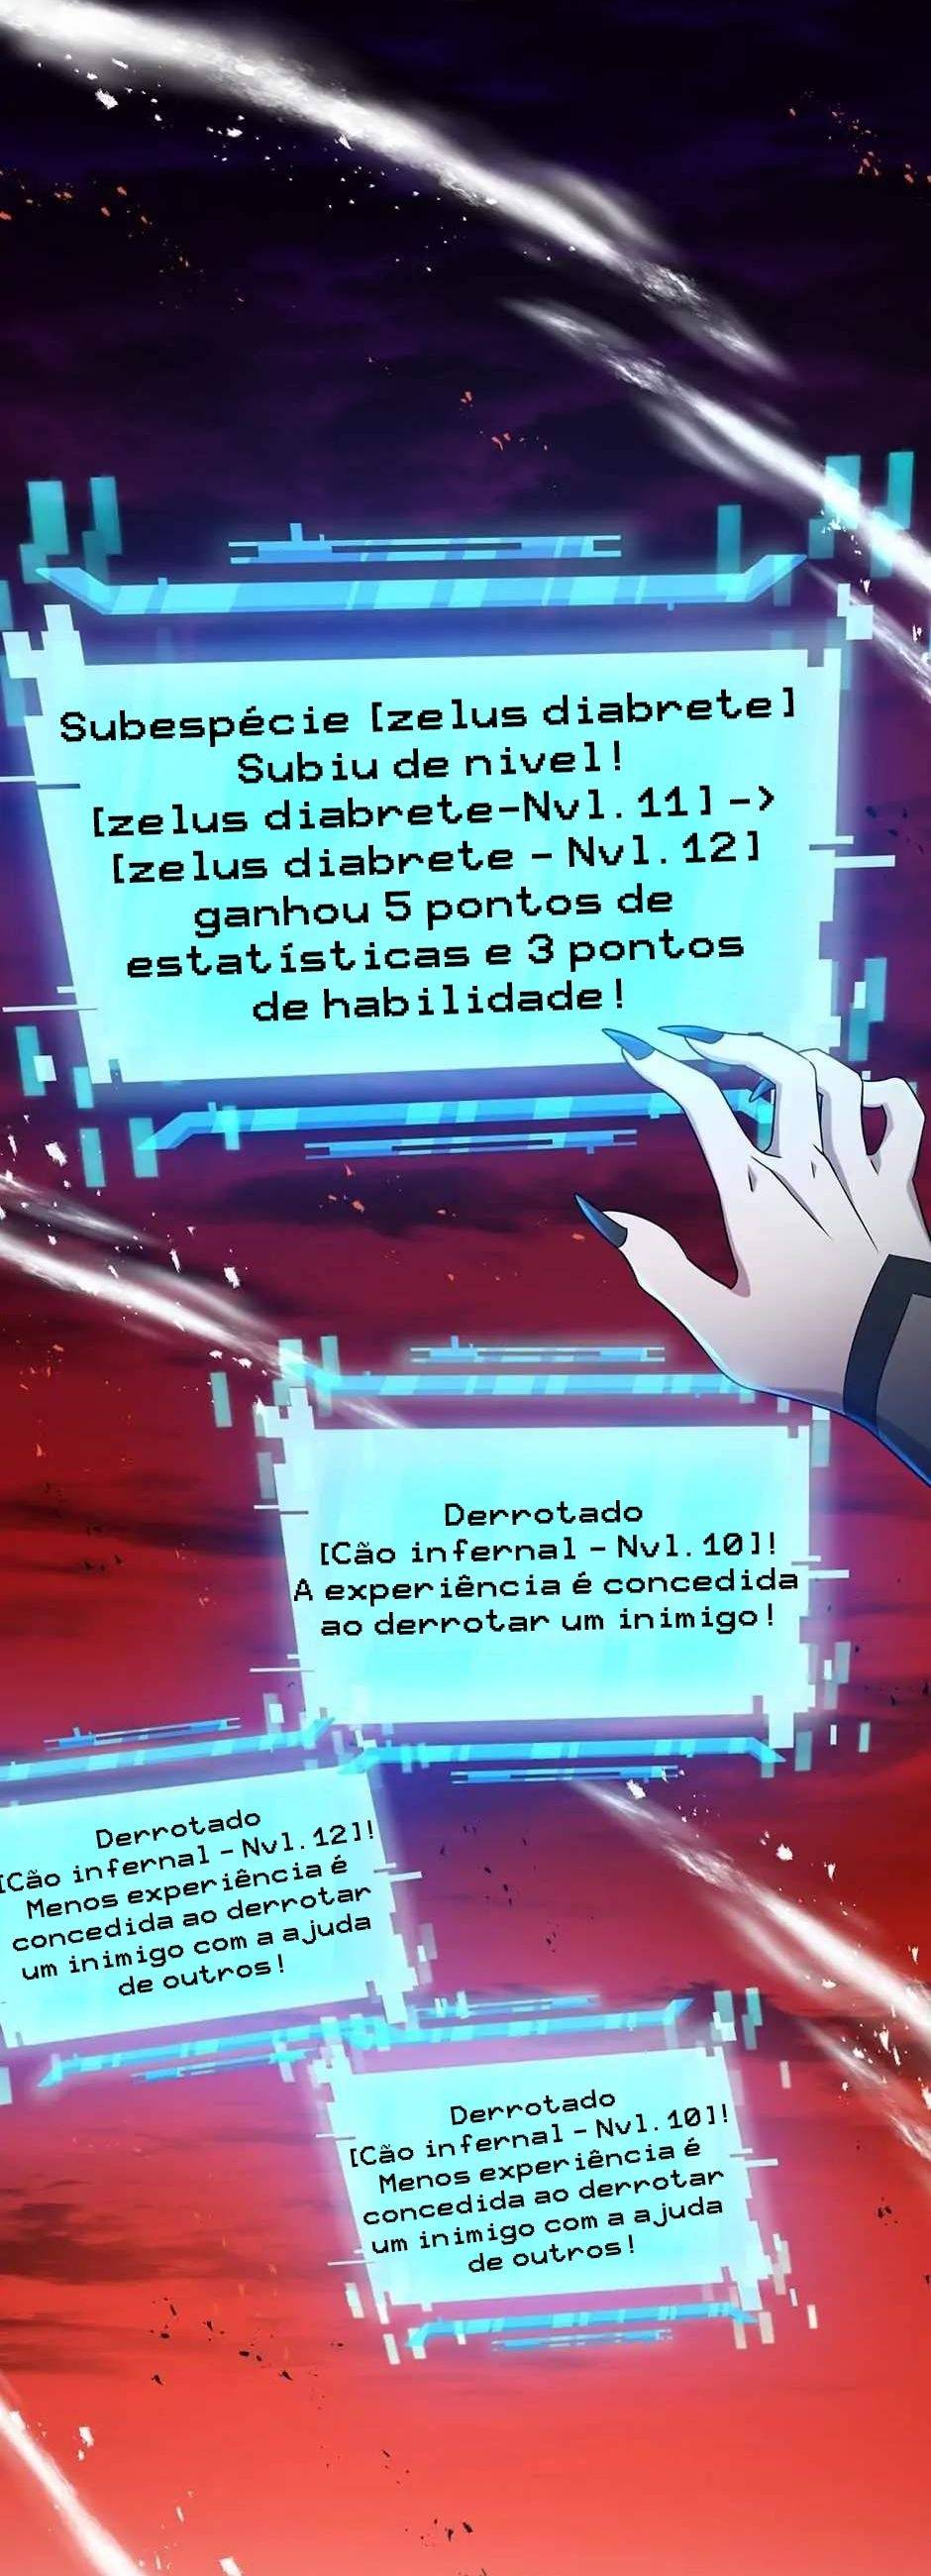 Subespécie [zelus diabrete]
Subiu de nivel!
[zelus diabrete-Nvl.11] ->
[zelus diabrete - Nvl.12]
ganhou 5 pontos de
estatísticas e 3 pontos
de habilidade!
Derrotado
[Cão infernal - Nvl.10]!
A experiência é concedida
ao derrotar um inimigo!
Derrotado
[Cão infernal - Nvl.12]!
Menos experiência é
concedida ao derrotar
um inimigo com a ajuda
de outros!
Derrotado
[Cão infernal - Nvl.10]!
Menos experiência é
concedida ao derrotar
um inimigo com a ajuda
de outros!